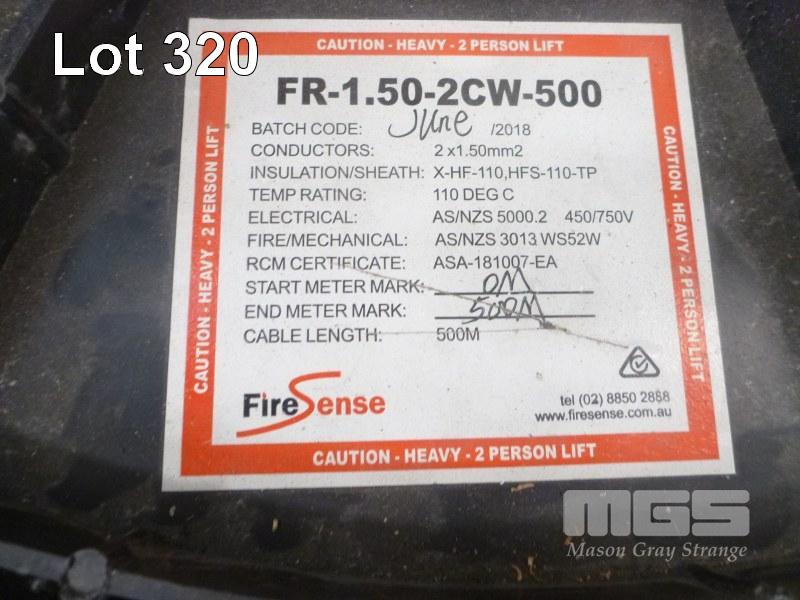 Lot 320
CAUTION - HEAVY - 2 PERSON LIFT
FR-1.50-2CW-500
BATCH CODE: June /2018
CONDUCTORS: 2 x1.50mm2
INSULATION/SHEATH: X-HF-110,HFS-110-TP
TEMP RATING: 110 DEG C
ELECTRICAL: AS/NZS 5000.2 450/750V
FIRE/MECHANICAL: AS/NZS 3013 WS52W
RCM CERTIFICATE: ASA-181007-EA
START METER MARK: 0M
END METER MARK: 500M
CABLE LENGTH: 500M
CAUTION - HEAVY - 2 PERSON LIFT
CAUTION - HEAVY - 2 PERSON LIFT
FireSense
tel (02) 8850 2888
www.firesense.com.au
CAUTION - HEAVY - 2 PERSON LIFT
MGS
Mason Gray Strange